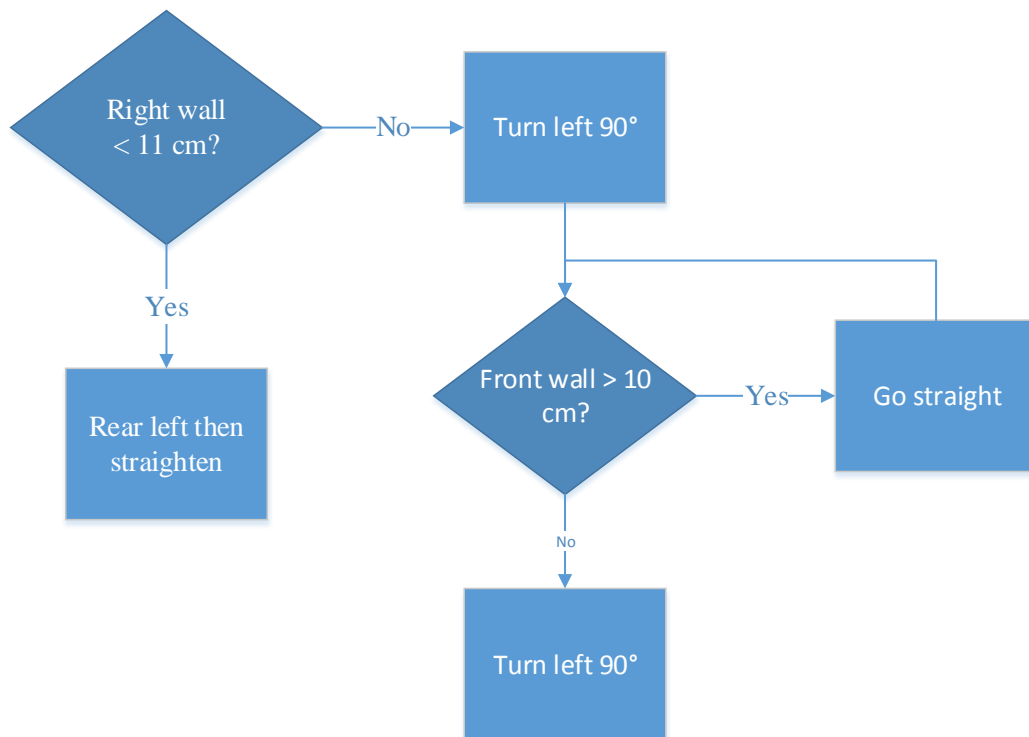 Right wall
< 11 cm?
No
Turn left 90°
Yes
Front wall > 10
cm?
Yes
Go straight
Rear left then
straighten
No
Turn left 90°